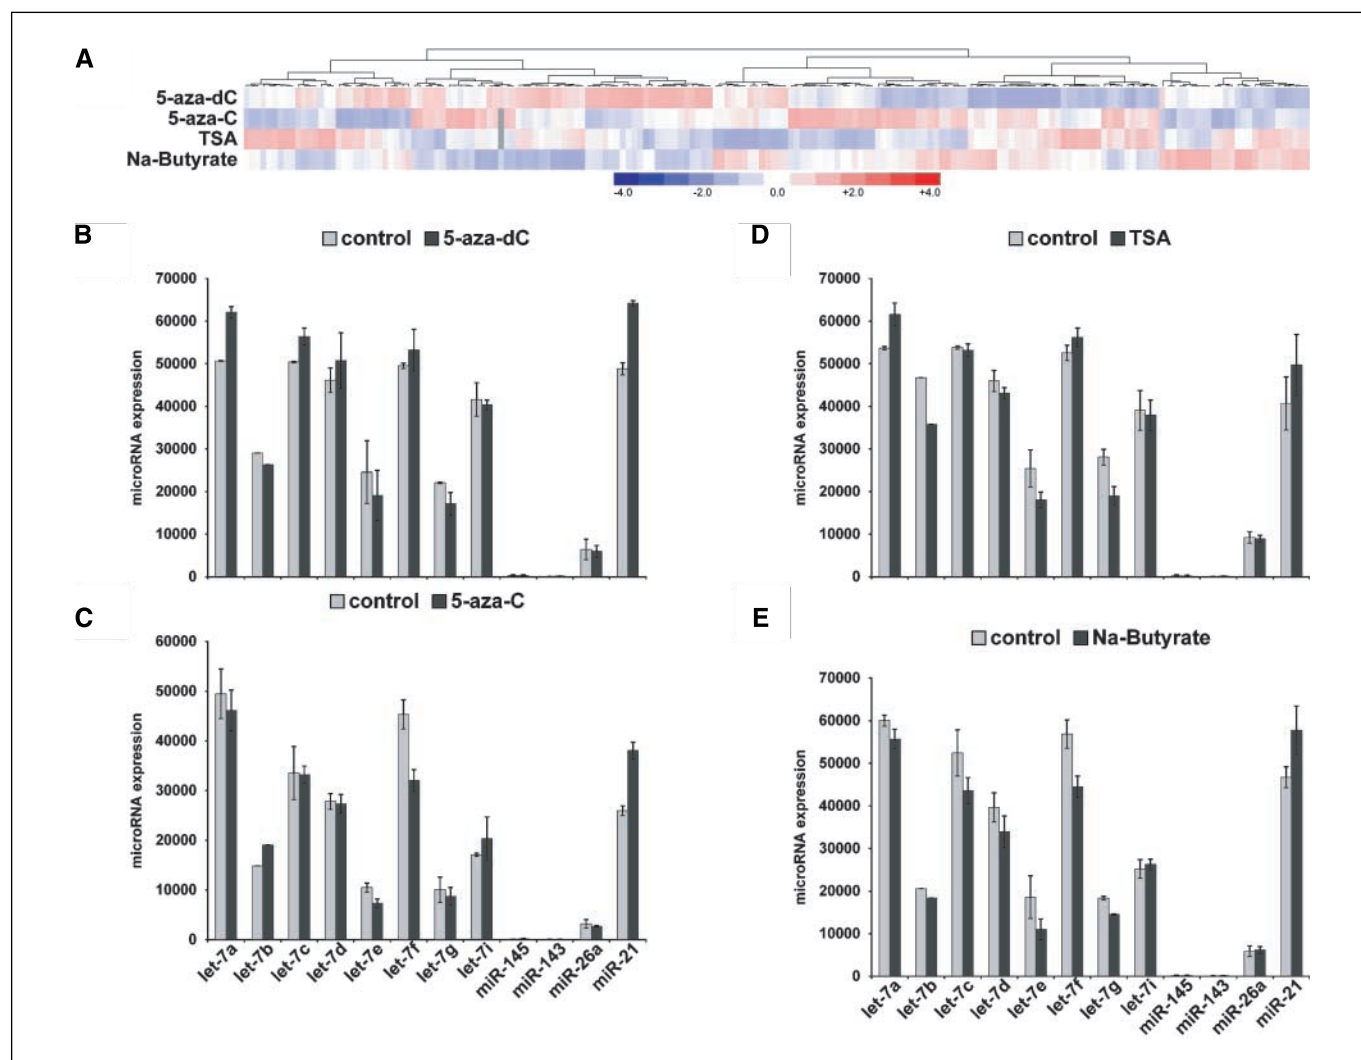 A
5-aza-dC
5-aza-C
TSA
Na-Butyrate
-4.0 -2.0 0.0 +2.0 +4.0
B
control 5-aza-dC
microRNA expression
70000
60000
50000
40000
30000
20000
10000
0
D
control TSA
microRNA expression
70000
60000
50000
40000
30000
20000
10000
0
C
control 5-aza-C
microRNA expression
60000
50000
40000
30000
20000
10000
0
let-7a let-7b let-7c let-7d let-7e let-7f let-7g let-7i miR-145 miR-143 miR-26a miR-21
E
control Na-Butyrate
microRNA expression
70000
60000
50000
40000
30000
20000
10000
0
let-7a let-7b let-7c let-7d let-7e let-7f let-7g let-7i miR-145 miR-143 miR-26a miR-21